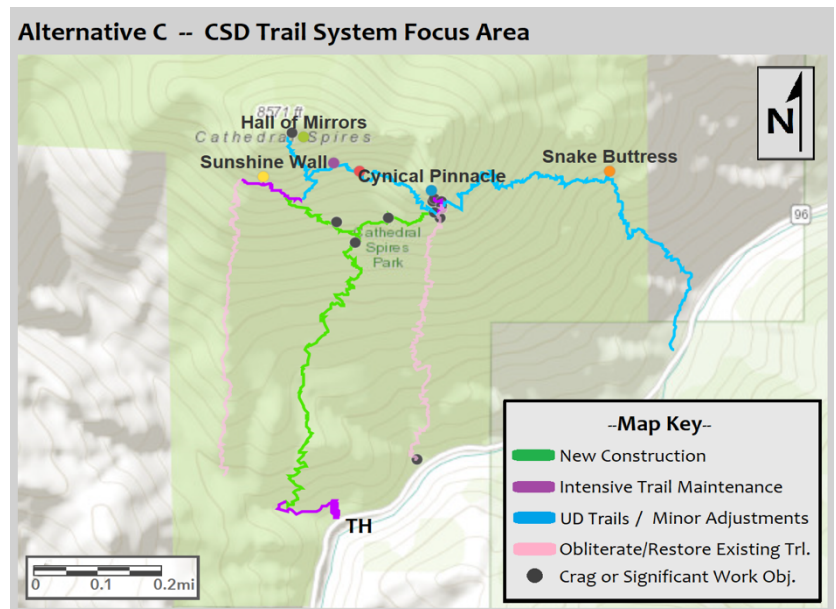 Alternative C -- CSD Trail System Focus Area
8571 ft
Hall of Mirrors
Cathedral Spires
Sunshine Wall
Cynical Pinnacle
Snake Buttress
N
96
Cathedral
Spires
Park
TH
--Map Key--
New Construction
Intensive Trail Maintenance
UD Trails / Minor Adjustments
Obliterate/Restore Existing Trl.
Crag or Significant Work Obj.
0 0.1 0.2mi